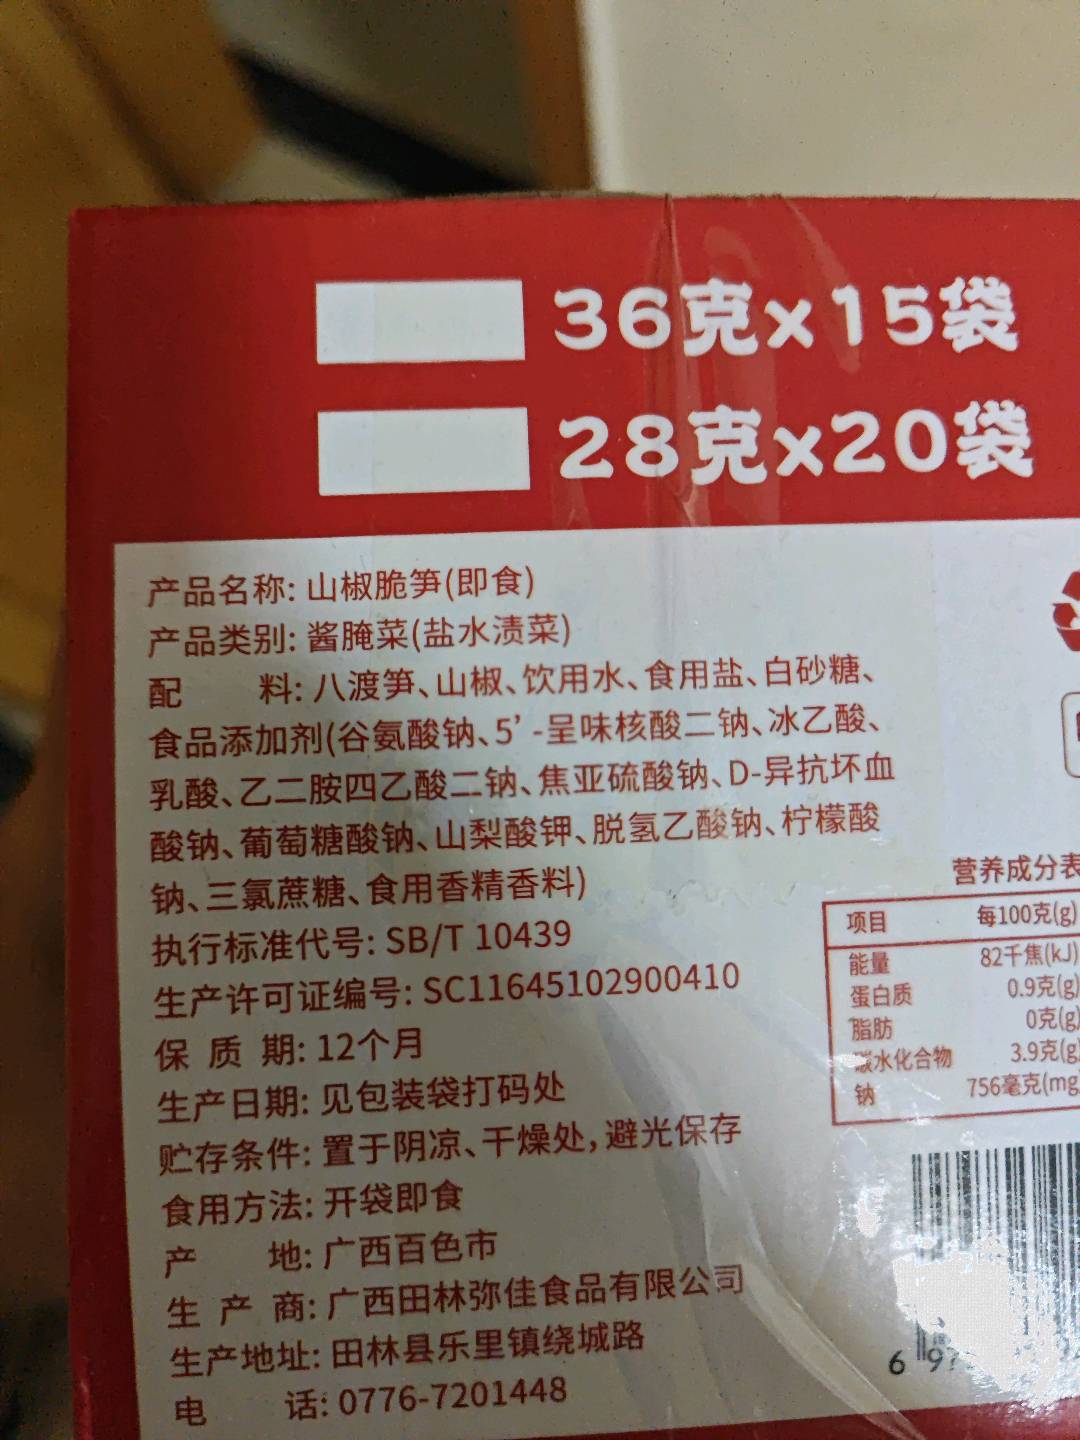 36克x15袋
28克x20袋
产品名称: 山椒脆笋(即食)
产品类别: 酱腌菜(盐水渍菜)
配 料: 八渡笋、山椒、饮用水、食用盐、白砂糖、
食品添加剂(谷氨酸钠、5’-呈味核酸二钠、冰乙酸、
乳酸、乙二胺四乙酸二钠、焦亚硫酸钠、D-异抗坏血
酸钠、葡萄糖酸钠、山梨酸钾、脱氢乙酸钠、柠檬酸
钠、三氯蔗糖、食用香精香料)
执行标准代号: SB/T 10439
生产许可证编号: SC11645102900410
保 质 期: 12个月
生产日期: 见包装袋打码处
贮存条件: 置于阴凉、干燥处,避光保存
食用方法: 开袋即食
产 地: 广西百色市
生 产 商: 广西田林弥佳食品有限公司
生产地址: 田林县乐里镇绕城路
电 话: 0776-7201448
营养成分表
项目 每100克(g)
能量 82千焦(kJ)
蛋白质 0.9克(g)
脂肪 0克(g)
碳水化合物 3.9克(g)
钠 756毫克(mg
6 97